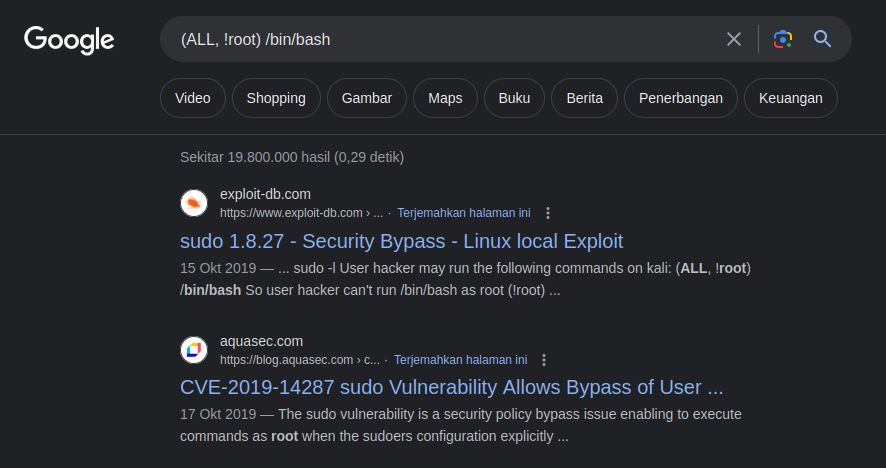 Google
(ALL, !root) /bin/bash
Video Shopping Gambar Maps Buku Berita Penerbangan Keuangan
Sekitar 19.800.000 hasil (0,29 detik)
exploit-db.com
https://www.exploit-db.com › ... · Terjemahkan halaman ini
sudo 1.8.27 - Security Bypass - Linux local Exploit
15 Okt 2019 — ... sudo -l User hacker may run the following commands on kali: (ALL, !root)
/bin/bash So user hacker can't run /bin/bash as root (!root) ...
aquasec.com
https://blog.aquasec.com › c... · Terjemahkan halaman ini
CVE-2019-14287 sudo Vulnerability Allows Bypass of User ...
17 Okt 2019 — The sudo vulnerability is a security policy bypass issue enabling to execute
commands as root when the sudoers configuration explicitly ...